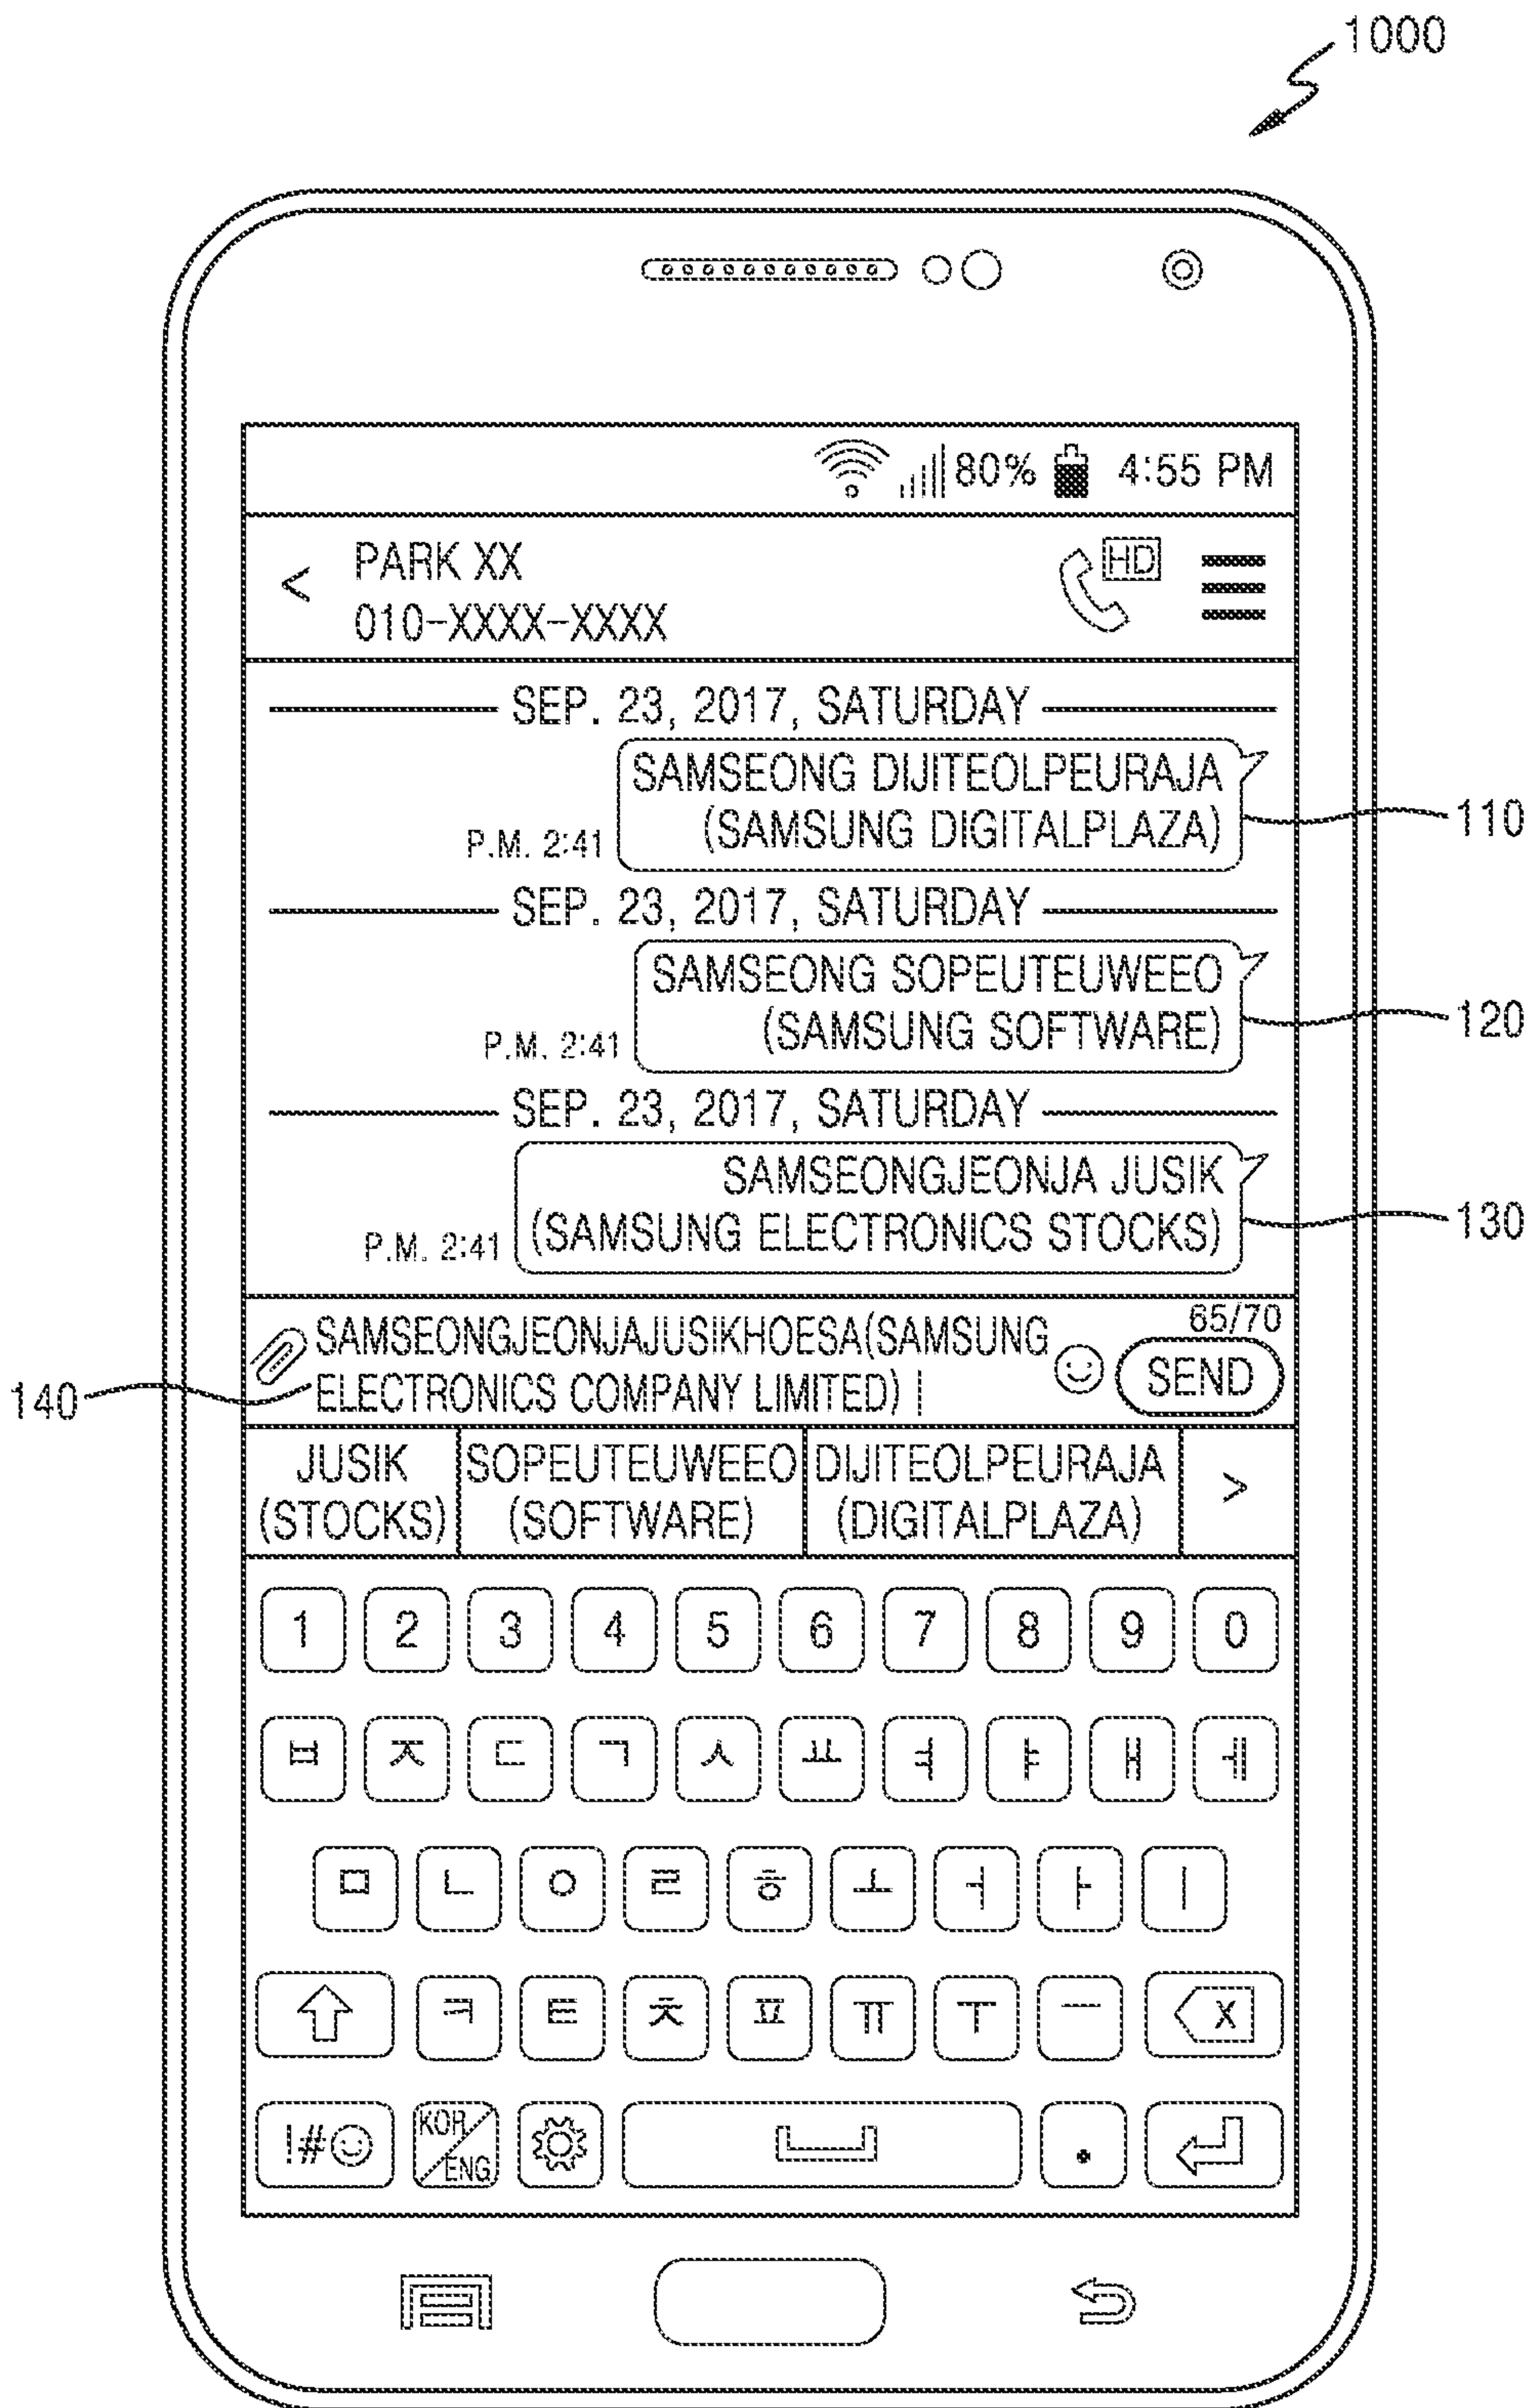 1000
80% 4:55 PM
< PARK XX
HD
010-XXXX-XXXX
SEP. 23, 2017, SATURDAY
SAMSEONG DIJITEOLPEURAJA
(SAMSUNG DIGITALPLAZA)
P.M. 2:41
110
SEP. 23, 2017, SATURDAY
SAMSEONG SOPEUTEUWEEO
(SAMSUNG SOFTWARE)
P.M. 2:41
120
SEP. 23, 2017, SATURDAY
SAMSEONGJEONJA JUSIK
(SAMSUNG ELECTRONICS STOCKS)
P.M. 2:41
130
65/70
SAMSEONGJEONJAJUSIKHOESA(SAMSUNG
ELECTRONICS COMPANY LIMITED) |
SEND
140
JUSIK
(STOCKS)
SOPEUTEUWEEO
(SOFTWARE)
DIJITEOLPEURAJA
(DIGITALPLAZA)
>
1 2 3 4 5 6 7 8 9 0
ㅂ ㅈ ㄷ ㄱ ㅅ ㅛ ㅕ ㅑ ㅐ ㅔ
ㅁ ㄴ ㅇ ㄹ ㅎ ㅗ ㅓ ㅏ ㅣ
ㅋ ㅌ ㅊ ㅍ ㅠ ㅜ ㅡ X
!#☺ KOR/ENG .